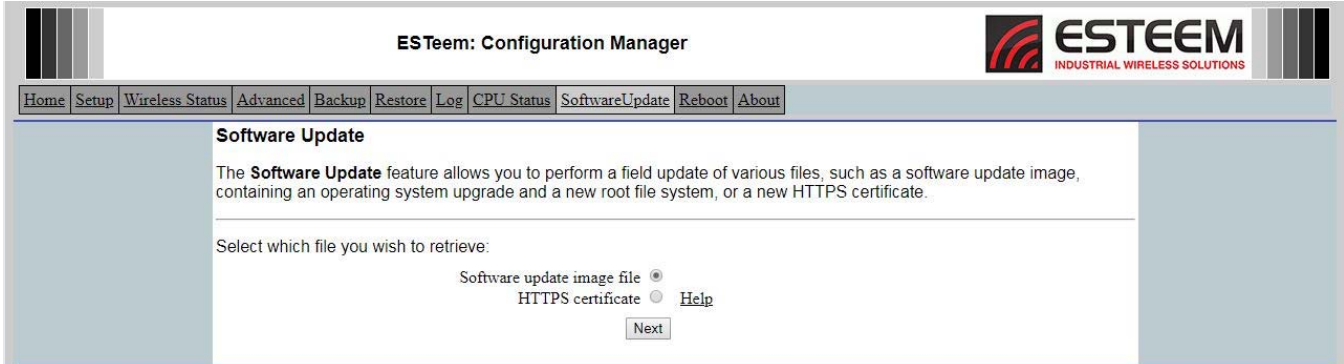 ESTeem: Configuration Manager
ESTEEM
INDUSTRIAL WIRELESS SOLUTIONS
Home Setup Wireless Status Advanced Backup Restore Log CPU Status SoftwareUpdate Reboot About
Software Update
The Software Update feature allows you to perform a field update of various files, such as a software update image,
containing an operating system upgrade and a new root file system, or a new HTTPS certificate.
Select which file you wish to retrieve:
Software update image file
HTTPS certificate Help
Next